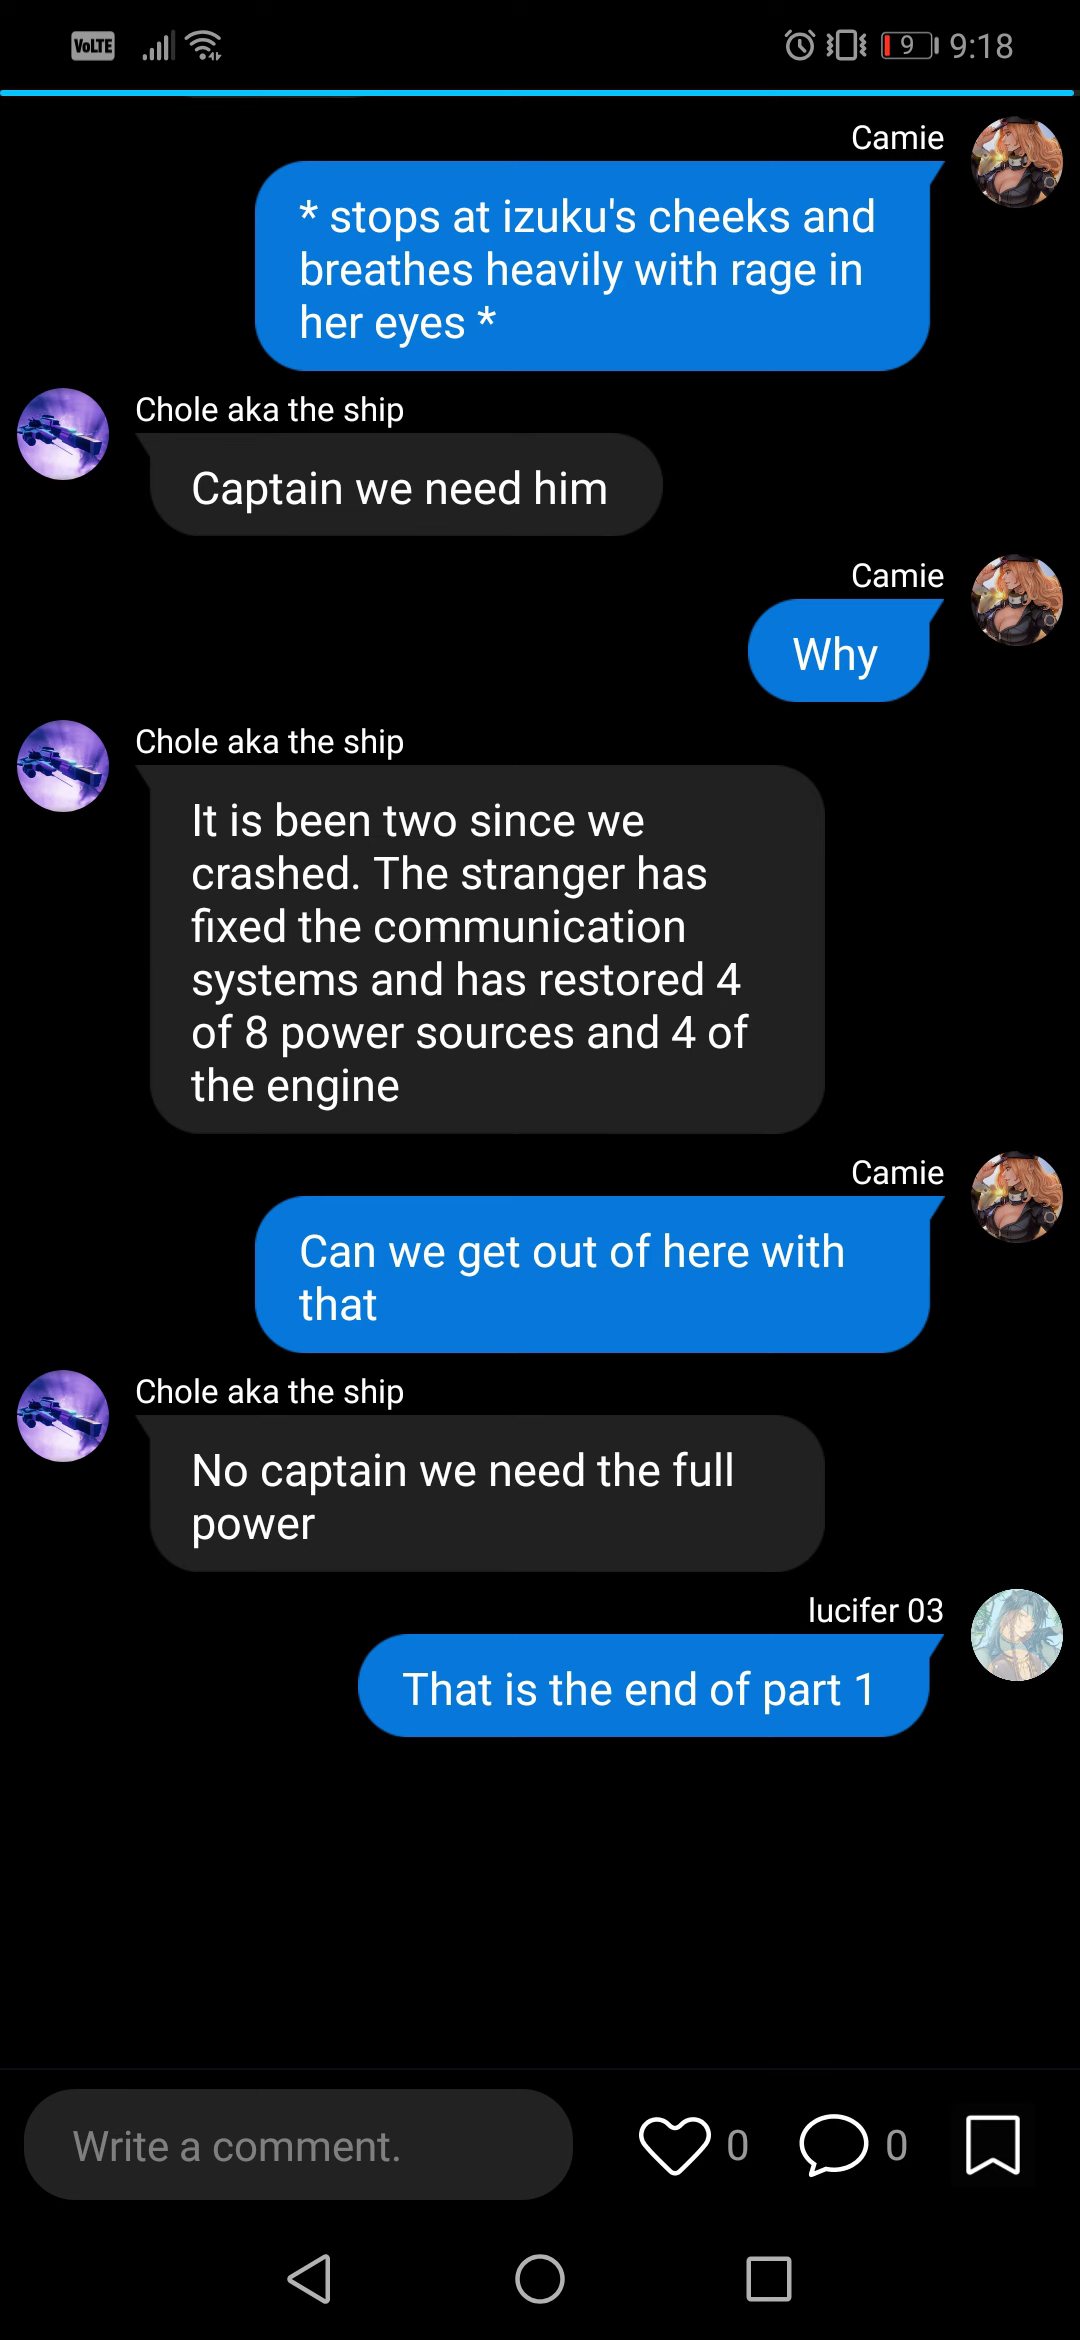 VoLTE 9 9:18
Camie
* stops at izuku's cheeks and
breathes heavily with rage in
her eyes *
Chole aka the ship
Captain we need him
Camie
Why
Chole aka the ship
It is been two since we
crashed. The stranger has
fixed the communication
systems and has restored 4
of 8 power sources and 4 of
the engine
Camie
Can we get out of here with
that
Chole aka the ship
No captain we need the full
power
lucifer 03
That is the end of part 1
Write a comment. 0 0